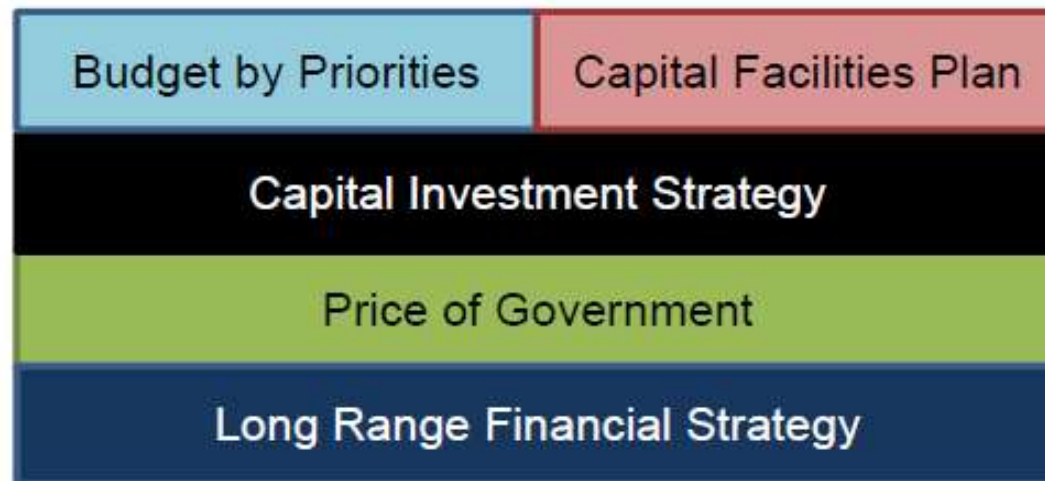 Budget by Priorities
Capital Facilities Plan
Capital Investment Strategy
Price of Government
Long Range Financial Strategy